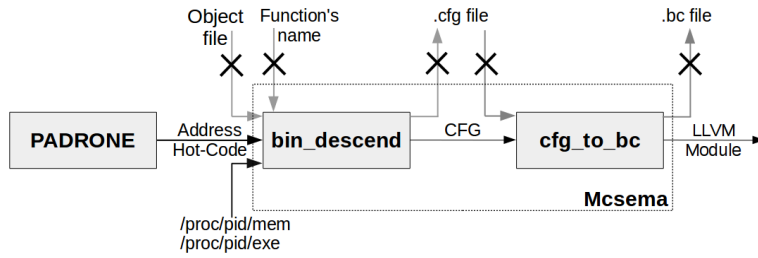 Object
file
Function's
name
.cfg file
.bc file
PADRONE
Address
Hot-Code
bin_descend
CFG
cfg_to_bc
LLVM
Module
Mcsema
/proc/pid/mem
/proc/pid/exe